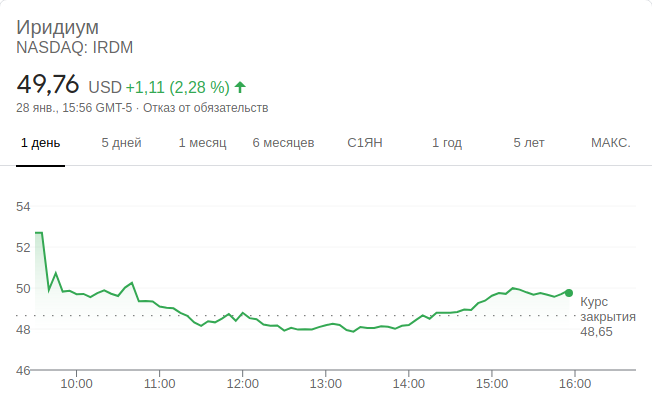 Иридиум
NASDAQ: IRDM
49,76 USD +1,11 (2,28 %)
28 янв., 15:56 GMT-5 · Отказ от обязательств
1 день 5 дней 1 месяц 6 месяцев С1ЯН 1 год 5 лет МАКС.
54
52
50
48
46
Курс
закрытия
48,65
10:00 11:00 12:00 13:00 14:00 15:00 16:00